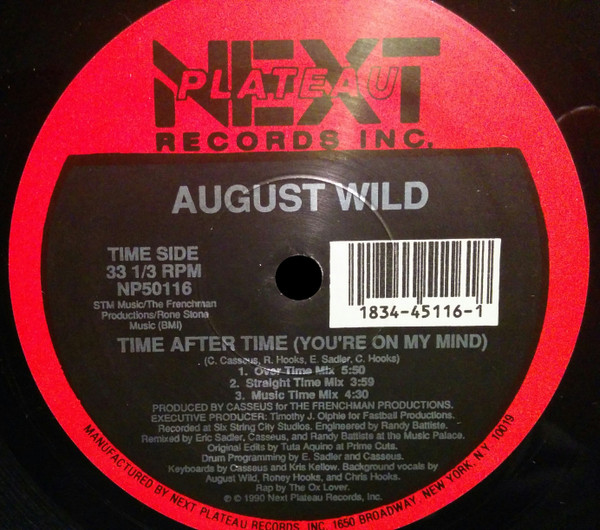 NEXT
PLATEAU
RECORDS INC.
AUGUST WILD
TIME SIDE
33 1/3 RPM
NP50116
STM Music/The Frenchman
Productions/Rone Slona
Music (BMI)
1834-45116-1
TIME AFTER TIME (YOU'RE ON MY MIND)
(C. Casseus, R. Hooks, E. Sadler, C. Hooks)
1. Over Time Mix 5:50
2. Straight Time Mix 3:59
3. Music Time Mix 4:30
PRODUCED BY CASSEUS for THE FRENCHMAN PRODUCTIONS.
EXECUTIVE PRODUCER: Timothy J. Olphie for Fastball Productions.
Recorded at Six String City Studios. Engineered by Randy Battiste.
Remixed by Eric Sadler, Casseus, and Randy Battiste at the Music Palace.
Original Edits by Tuta Aquino at Prime Cuts.
Drum Programming by E. Sadler and Casseus.
Keyboards by Casseus and Kris Kellow. Background vocals by
August Wild, Roney Hooks, and Chris Hooks.
Rap by The Ox Lover.
℗ © 1990 Next Plateau Records, Inc.
MANUFACTURED BY NEXT PLATEAU RECORDS, INC. 1650 BROADWAY, NEW YORK, N.Y. 10019